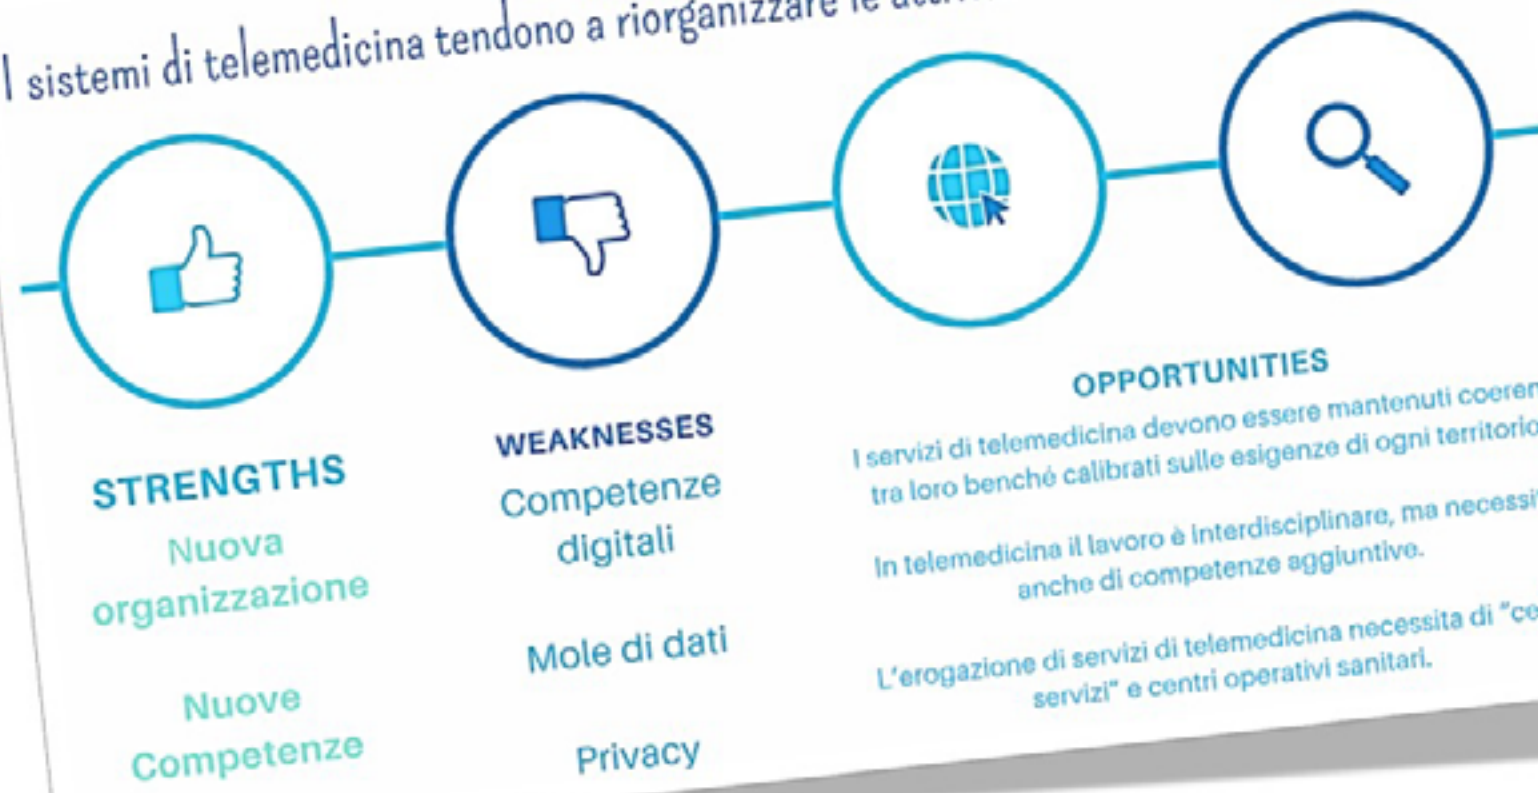 I sistemi di telemedicina tendono a riorganizzare le
STRENGTHS
Nuova
organizzazione
Nuove
Competenze
WEAKNESSES
Competenze
digitali
Mole di dati
Privacy
OPPORTUNITIES
I servizi di telemedicina devono essere mantenuti
tra loro benché calibrati sulle esigenze di ogni territorio
In telemedicina il lavoro è interdisciplinare, ma
anche di competenze aggiuntive.
L'erogazione di servizi di telemedicina necessita di
servizi" e centri operativi sanitari.